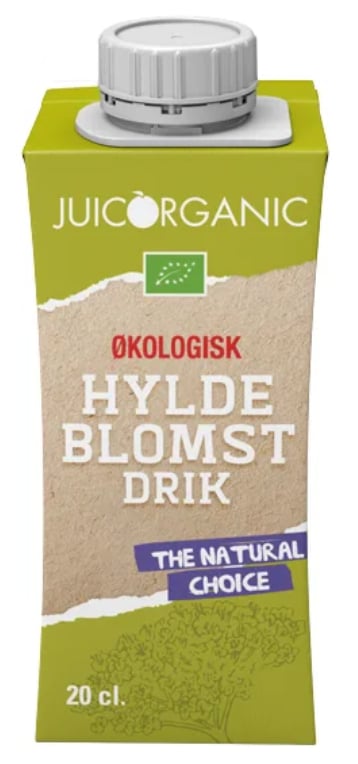 JUICORGANIC
ØKOLOGISK
HYLDE
BLOMST
DRIK
THE NATURAL
CHOICE
20 cl.